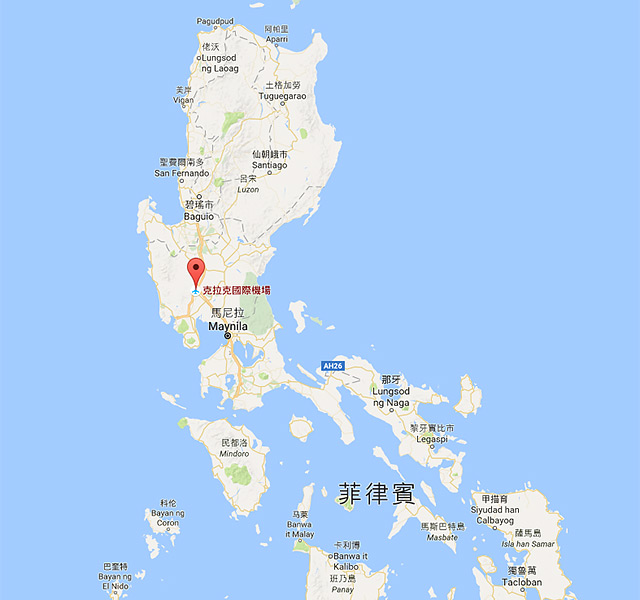 Pagudpud
阿帕里
Aparri
佬沃
Lungsod
ng Laoag
土格加勞
Tuguegarao
美岸
Vigan
仙朝峨市
Santiago
聖費爾南多
San Fernando
呂宋
Luzon
碧瑤市
Baguio
克拉克國際機場
馬尼拉
Maynila
AH26
那牙
Lungsod
ng Naga
黎牙實比市
Legaspi
民都洛
Mindoro
菲律賓
科伦
Bayan ng
Coron
马莱
Banwa
it Malay
甲描育
Siyudad han
Calbayog
馬斯巴特島
Masbate
薩馬島
Isla han Samar
卡利博
Banwa it
Kalibo
班乃島
Panay
巴里特
Bayan ng
El Nido
獨魯萬
Tacloban